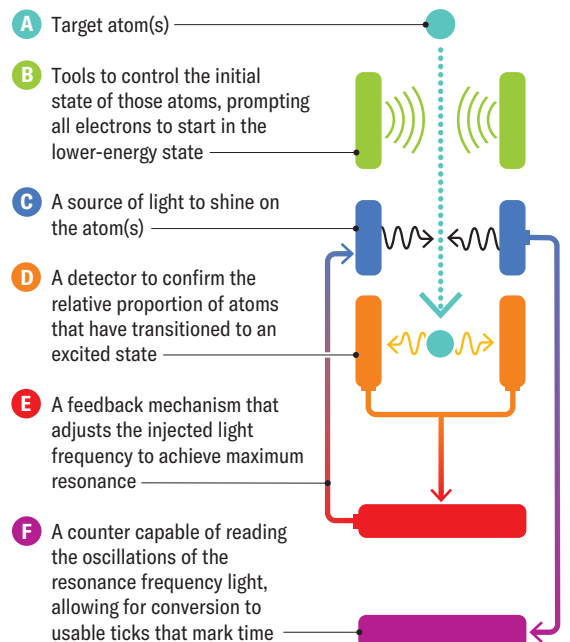 A Target atom(s)
B Tools to control the initial
state of those atoms, prompting
all electrons to start in the
lower-energy state
C A source of light to shine on
the atom(s)
D A detector to confirm the
relative proportion of atoms
that have transitioned to an
excited state
E A feedback mechanism that
adjusts the injected light
frequency to achieve maximum
resonance
F A counter capable of reading
the oscillations of the
resonance frequency light,
allowing for conversion to
usable ticks that mark time